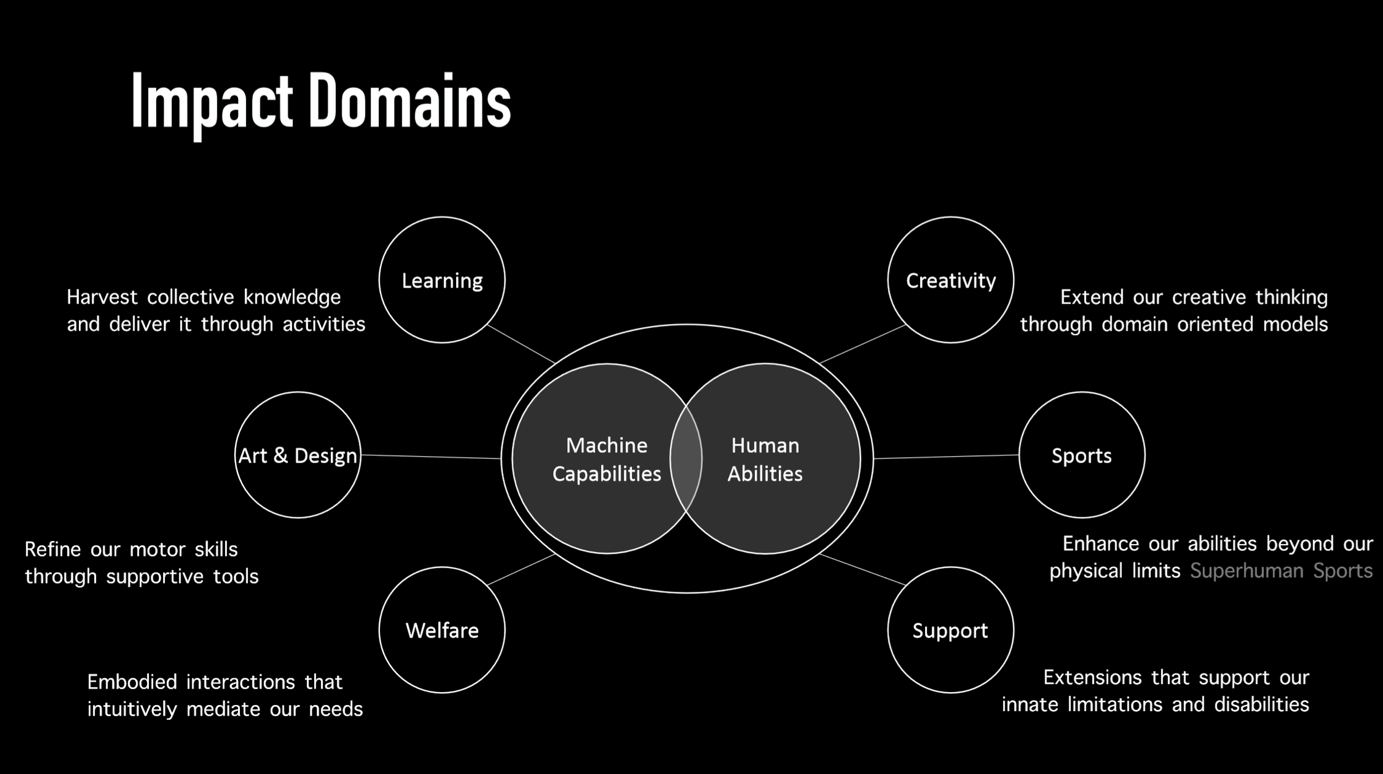 Impact Domains
Learning
Harvest collective knowledge
and deliver it through activities
Creativity
Extend our creative thinking
through domain oriented models
Art & Design
Refine our motor skills
through supportive tools
Machine
Capabilities
Human
Abilities
Sports
Enhance our abilities beyond our
physical limits Superhuman Sports
Welfare
Embodied interactions that
intuitively mediate our needs
Support
Extensions that support our
innate limitations and disabilities